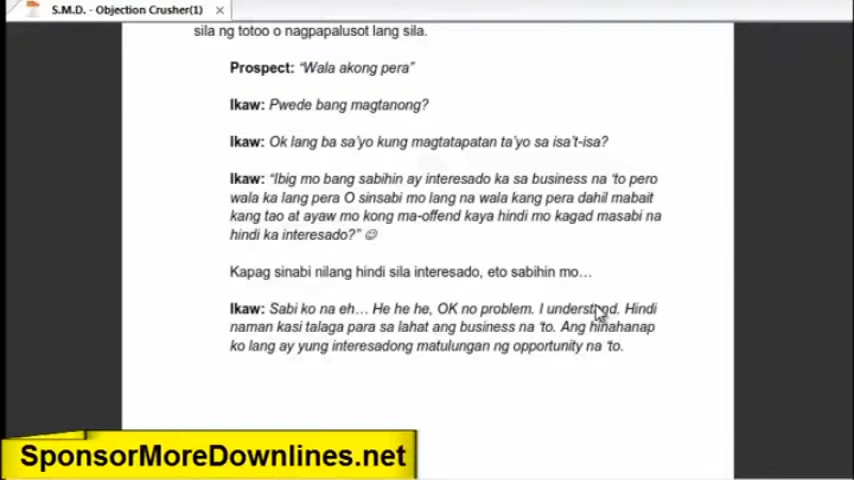 S.M.D. - Objection Crusher(1)
sila ng totoo o nagpapalusot lang sila.
Prospect: “Wala akong pera”
Ikaw: Pwede bang magtanong?
Ikaw: Ok lang ba sa’yo kung magtatapatan ta’yo sa isa’t-isa?
Ikaw: “Ibig mo bang sabihin ay interesado ka sa business na ‘to pero
wala ka lang pera O sinsabi mo lang na wala kang pera dahil mabait
kang tao at ayaw mo kong ma-offend kaya hindi mo kagad masabi na
hindi ka interesado?” ☺
Kapag sinabi nilang hindi sila interesado, eto sabihin mo…
Ikaw: Sabi ko na eh… He he he, OK no problem. I understand. Hindi
naman kasi talaga para sa lahat ang business na ‘to. Ang hinahanap
ko lang ay yung interesadong matulungan ng opportunity na ‘to.
SponsorMoreDownlines.net